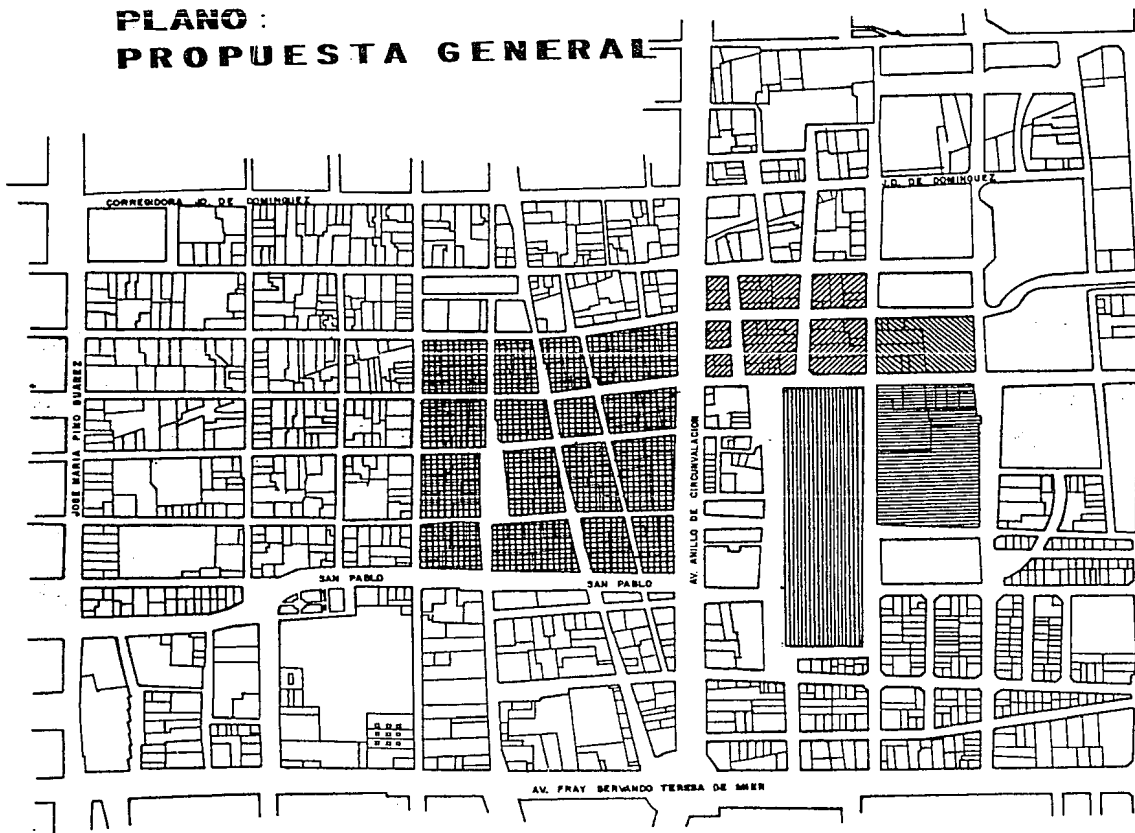 PLANO :
PROPUESTA GENERAL
CORREGIDORA JO. DE DOMINGUEZ
J.O. DE DOMINGUEZ
JOSE MARIA PINO SUAREZ
AV. ANILLO DE CIRCUNVALACION
SAN PABLO
SAN PABLO
AV. FRAY SERVANDO TERESA DE MIER